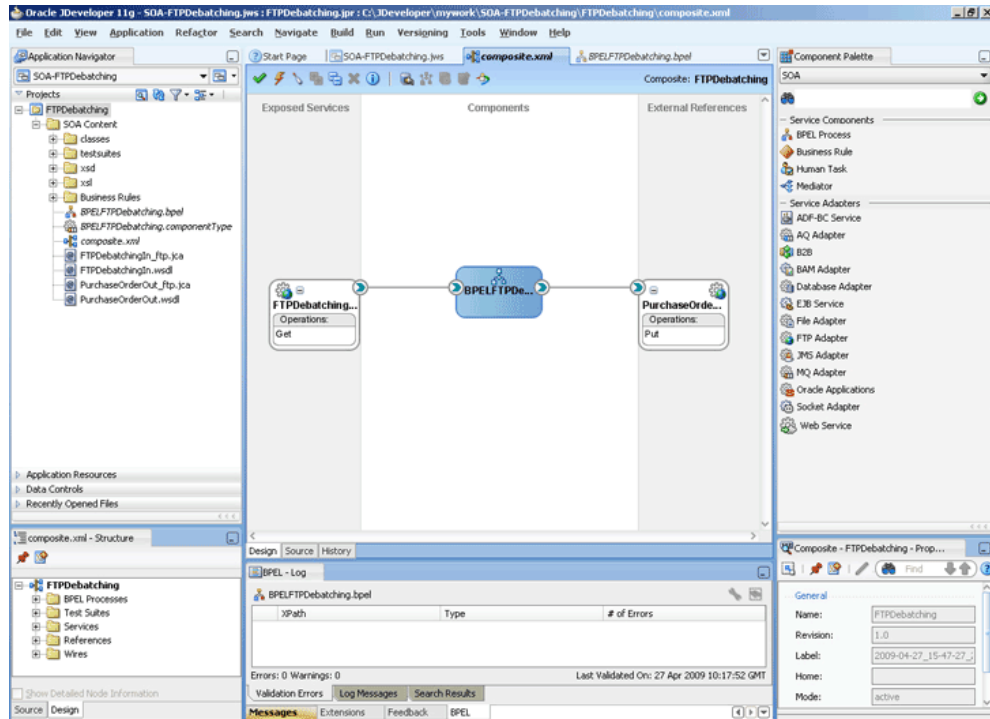 Oracle JDeveloper 11g - SOA-FTPDebatching.jws : FTPDebatching.jpr : C:\JDeveloper\mywork\SOA-FTPDebatching\FTPDebatching\composite.xml
File Edit View Application Refactor Search Navigate Build Run Versioning Tools Window Help
Application Navigator
SOA-FTPDebatching
Projects
FTPDebatching
SOA Content
classes
testsuites
xsd
xsl
Business Rules
BPELFTPDebatching.bpel
BPELFTPDebatching.componentType
composite.xml
FTPDebatchingIn_ftp.jca
FTPDebatchingIn.wsdl
PurchaseOrderOut_ftp.jca
PurchaseOrderOut.wsdl
Application Resources
Data Controls
Recently Opened Files
composite.xml - Structure
FTPDebatching
BPEL Processes
Test Suites
Services
References
Wires
Show Detailed Node Information
Source Design
Start Page SOA-FTPDebatching.jws composite.xml BPELFTPDebatching.bpel
Composite: FTPDebatching
Exposed Services Components External References
FTPDebatching...
Operations:
Get
BPELFTPDe...
PurchaseOrde...
Operations:
Put
Design Source History
BPEL - Log
BPELFTPDebatching.bpel
XPath Type # of Errors
Errors: 0 Warnings: 0 Last Validated On: 27 Apr 2009 10:17:52 GMT
Validation Errors Log Messages Search Results
Messages Extensions Feedback BPEL
Component Palette
SOA
Service Components
BPEL Process
Business Rule
Human Task
Mediator
Service Adapters
ADF-BC Service
AQ Adapter
B2B
BAM Adapter
Database Adapter
EJB Service
File Adapter
FTP Adapter
JMS Adapter
MQ Adapter
Oracle Applications
Socket Adapter
Web Service
Composite - FTPDebatching - Prop...
Find
General
Name: FTPDebatching
Revision: 1.0
Label: 2009-04-27_15-47-27_
Home:
Mode: active